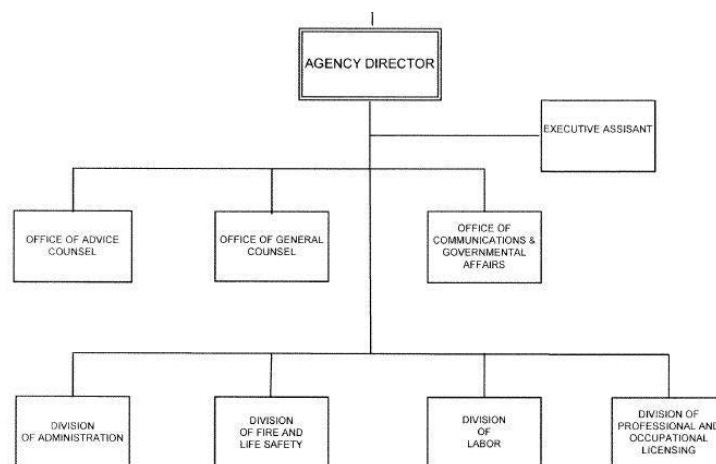 AGENCY DIRECTOR
EXECUTIVE ASSISANT
OFFICE OF ADVICE
COUNSEL
OFFICE OF GENERAL
COUNSEL
OFFICE OF
COMMUNICATIONS &
GOVERNMENTAL
AFFAIRS
DIVISION
OF ADMINISTRATION
DIVISION
OF FIRE AND
LIFE SAFETY
DIVISION
OF
LABOR
DIVISION OF
PROFESSIONAL AND
OCCUPATIONAL
LICENSING